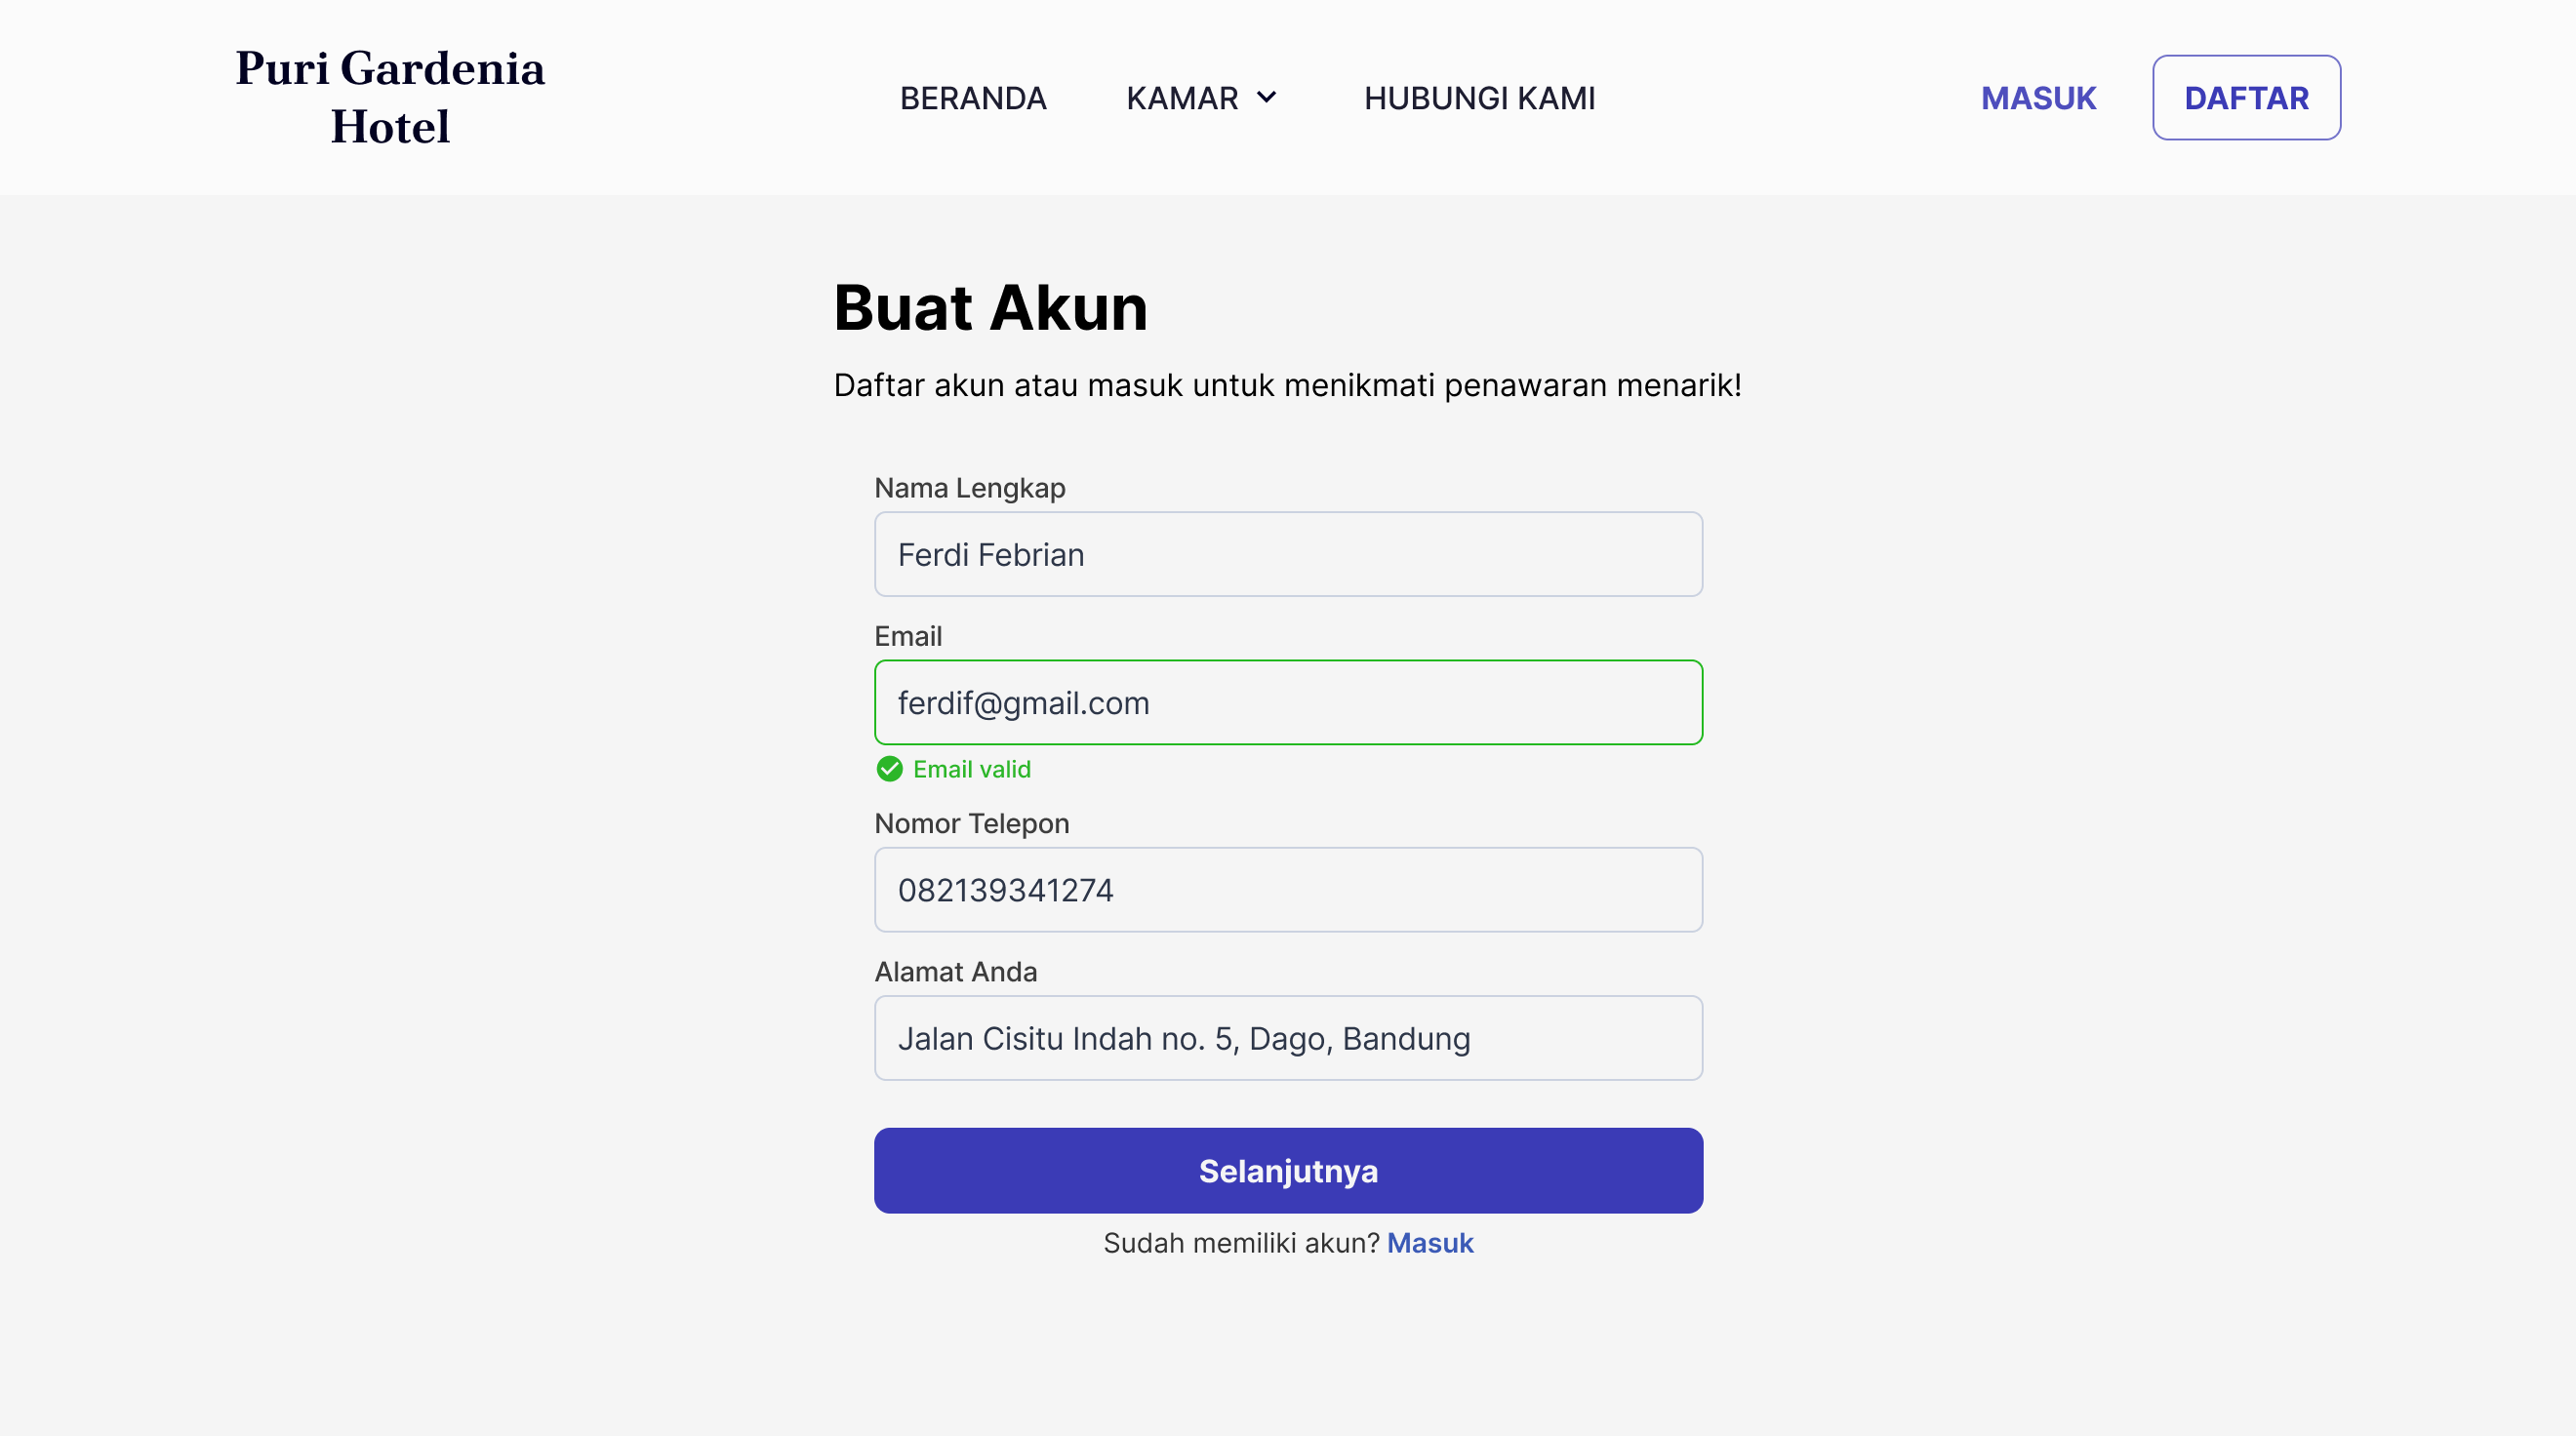 Puri Gardenia
Hotel
BERANDA
KAMAR
HUBUNGI KAMI
MASUK
DAFTAR
Buat Akun
Daftar akun atau masuk untuk menikmati penawaran menarik!
Nama Lengkap
Ferdi Febrian
Email
ferdif@gmail.com
Email valid
Nomor Telepon
082139341274
Alamat Anda
Jalan Cisitu Indah no. 5, Dago, Bandung
Selanjutnya
Sudah memiliki akun? Masuk